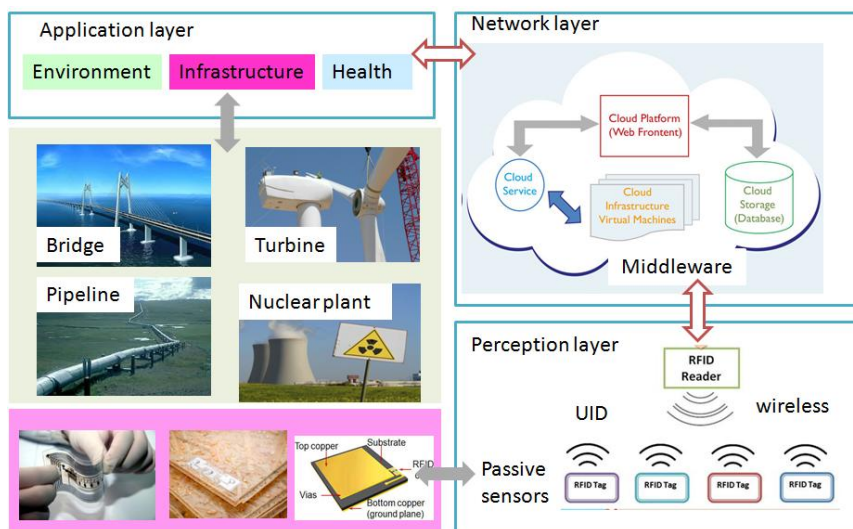 Application layer
Environment
Infrastructure
Health
Bridge
Turbine
Pipeline
Nuclear plant
Top copper
Substrate
RFID
Vias
Bottom copper
(ground plane)
Network layer
Cloud Platform
(Web Frontent)
Cloud
Service
Cloud
Infrastructure
Virtual Machines
Cloud
Storage
(Database)
Middleware
Perception layer
RFID
Reader
UID
wireless
Passive
sensors
RFID Tag
RFID Tag
RFID Tag
RFID Tag